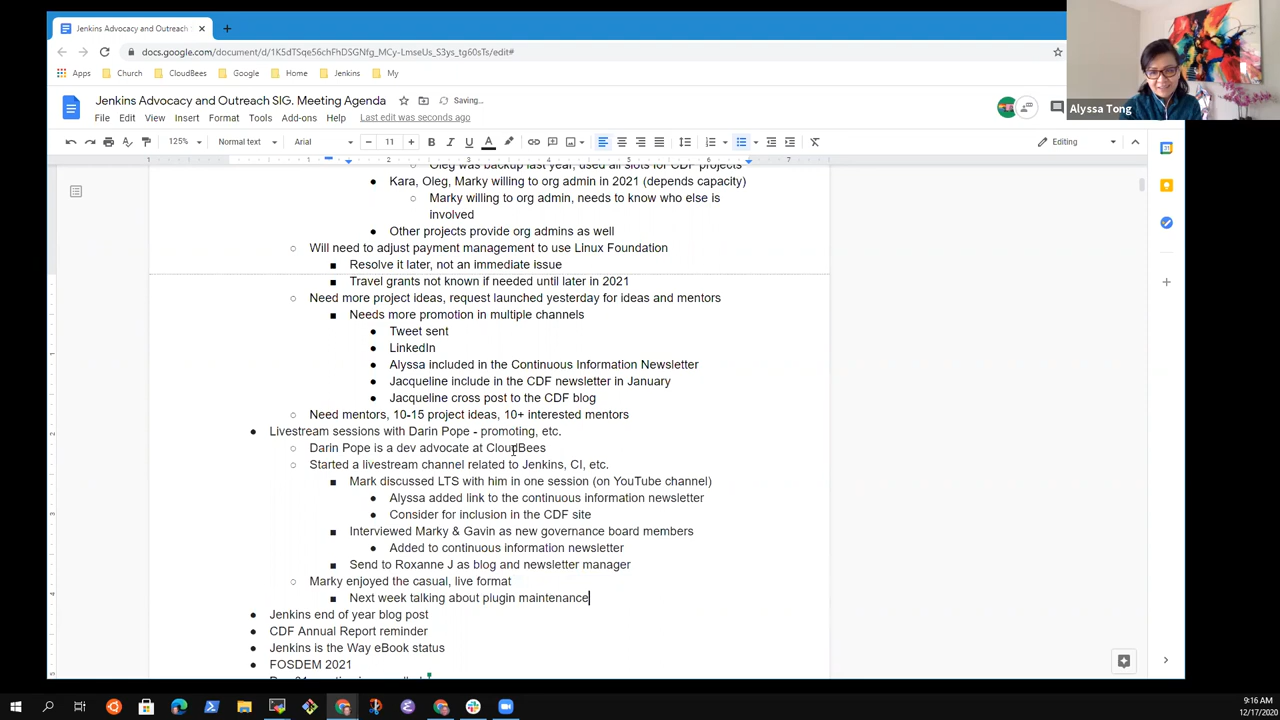 Jenkins Advocacy and Outreach
docs.google.com/document/d/1K5dTSqe56chFhDSGNfg_MCy-LmseUs_S3ys_tg60sTs/edit#
Apps Church CloudBees Google Home Jenkins My
Alyssa Tong
Jenkins Advocacy and Outreach SIG. Meeting Agenda Saving...
File Edit View Insert Format Tools Add-ons Help Last edit was seconds ago
125% Normal text Arial 11 Editing
Oleg was backup last year, used all slots for CDF projects
Kara, Oleg, Marky willing to org admin in 2021 (depends capacity)
Marky willing to org admin, needs to know who else is
involved
Other projects provide org admins as well
Will need to adjust payment management to use Linux Foundation
Resolve it later, not an immediate issue
Travel grants not known if needed until later in 2021
Need more project ideas, request launched yesterday for ideas and mentors
Needs more promotion in multiple channels
Tweet sent
LinkedIn
Alyssa included in the Continuous Information Newsletter
Jacqueline include in the CDF newsletter in January
Jacqueline cross post to the CDF blog
Need mentors, 10-15 project ideas, 10+ interested mentors
Livestream sessions with Darin Pope - promoting, etc.
Darin Pope is a dev advocate at CloudBees
Started a livestream channel related to Jenkins, CI, etc.
Mark discussed LTS with him in one session (on YouTube channel)
Alyssa added link to the continuous information newsletter
Consider for inclusion in the CDF site
Interviewed Marky & Gavin as new governance board members
Added to continuous information newsletter
Send to Roxanne J as blog and newsletter manager
Marky enjoyed the casual, live format
Next week talking about plugin maintenance
Jenkins end of year blog post
CDF Annual Report reminder
Jenkins is the Way eBook status
FOSDEM 2021
9:16 AM
12/17/2020